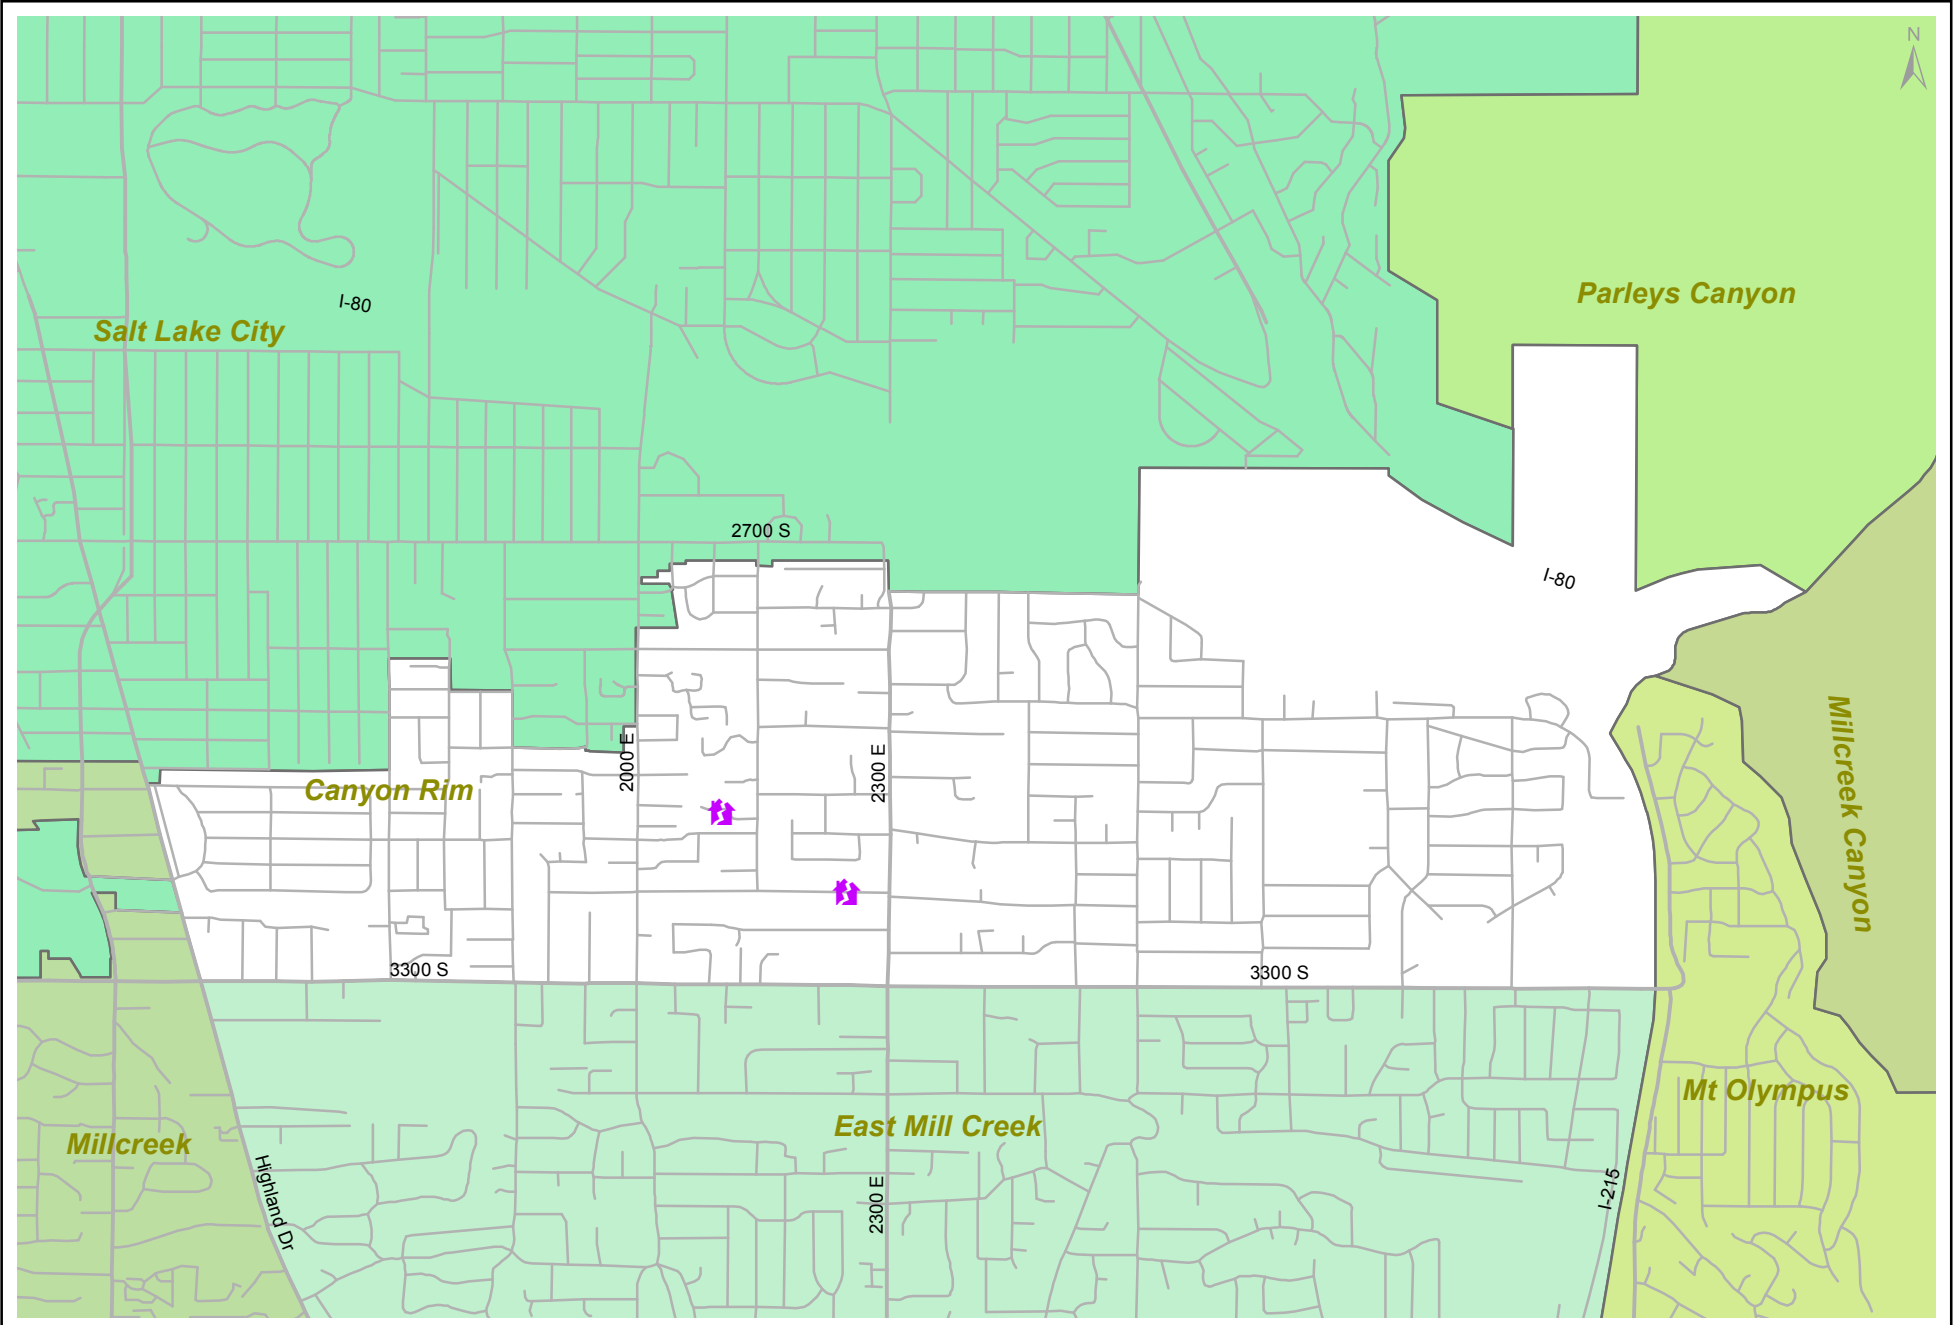 N
Parleys Canyon
I-80
Salt Lake City
2700 S
I-80
Millcreek Canyon
2000 E
2300 E
Canyon Rim
3300 S
3300 S
Mt Olympus
East Mill Creek
Millcreek
Highland Dr
2300 E
I-215